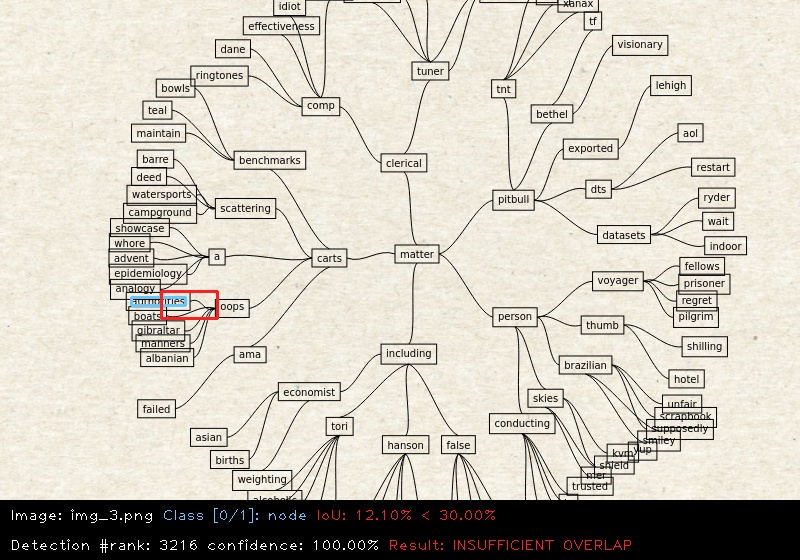 idiot
xanax
effectiveness
tf
dane
visionary
tuner
ringtones
tnt
lehigh
bowls
comp
teal
bethel
maintain
aol
exported
barre
benchmarks
clerical
restart
deed
dts
watersports
pitbull
ryder
scattering
campground
wait
showcase
datasets
whore
indoor
advent
a
carts
matter
epidemiology
fellows
voyager
prisoner
analogy
regret
oops
boats
person
pilgrim
thumb
gibraltar
manners
shilling
albanian
ama
including
brazilian
hotel
economist
skies
failed
unfair
scrapbook
tori
conducting
supposedly
asian
smiley
hanson
false
yup
births
kvm
shield
weighting
mer
trusted
Image: img_3.png Class [0/1]: node IoU: 12.10% < 30.00%
Detection #rank: 3216 confidence: 100.00% Result: INSUFFICIENT OVERLAP